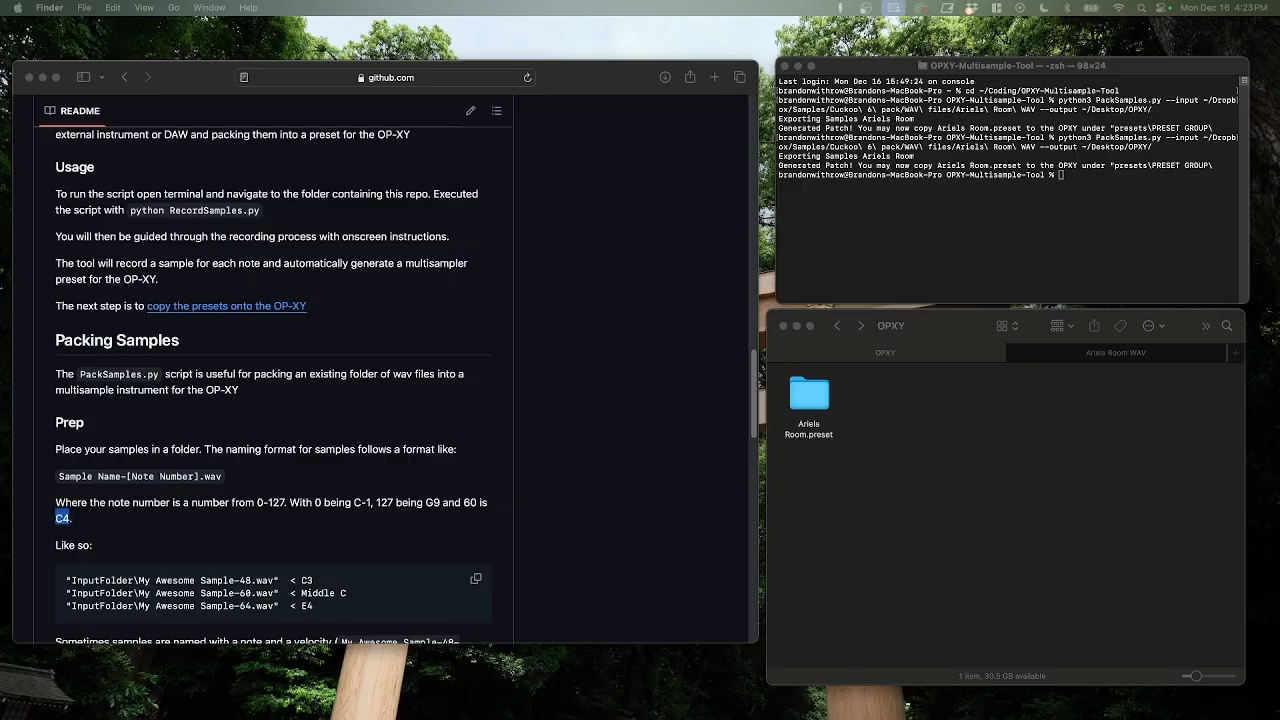 Finder File Edit View Go Window Help Mon Dec 16 4:23PM
github.com
README
external instrument or DAW and packing them into a preset for the OP-XY
Usage
To run the script open terminal and navigate to the folder containing this repo. Executed
the script with python RecordSamples.py
You will then be guided through the recording process with onscreen instructions.
The tool will record a sample for each note and automatically generate a multisampler
preset for the OP-XY.
The next step is to copy the presets onto the OP-XY
Packing Samples
The PackSamples.py script is useful for packing an existing folder of wav files into a
multisample instrument for the OP-XY
Prep
Place your samples in a folder. The naming format for samples follows a format like:
Sample Name-[Note Number].wav
Where the note number is a number from 0-127. With 0 being C-1, 127 being G9 and 60 is
C4.
Like so:
"InputFolder\My Awesome Sample-48.wav" < C3
"InputFolder\My Awesome Sample-60.wav" < Middle C
"InputFolder\My Awesome Sample-64.wav" < E4
Sometimes samples are named with a note and a velocity ( My Awesome Sample-48-
OPXY-Multisample-Tool — -zsh — 98×24
Last login: Mon Dec 16 15:49:24 on console
brandonwithrow@Brandons-MacBook-Pro ~ % cd ~/Coding/OPXY-Multisample-Tool
brandonwithrow@Brandons-MacBook-Pro OPXY-Multisample-Tool % python3 PackSamples.py --input ~/Dropb
ox/Samples/Cuckoo\ 6\ pack/WAV\ files/Ariels\ Room\ WAV --output ~/Desktop/OPXY/
Exporting Samples Ariels Room
Generated Patch! You may now copy Ariels Room.preset to the OPXY under "presets\PRESET GROUP\
brandonwithrow@Brandons-MacBook-Pro OPXY-Multisample-Tool % python3 PackSamples.py --input ~/Dropb
ox/Samples/Cuckoo\ 6\ pack/WAV\ files/Ariels\ Room\ WAV --output ~/Desktop/OPXY/
Exporting Samples Ariels Room
Generated Patch! You may now copy Ariels Room.preset to the OPXY under "presets\PRESET GROUP\
brandonwithrow@Brandons-MacBook-Pro OPXY-Multisample-Tool %
OPXY
OPXY Ariels Room WAV
Ariels
Room.preset
1 item, 30.5 GB available